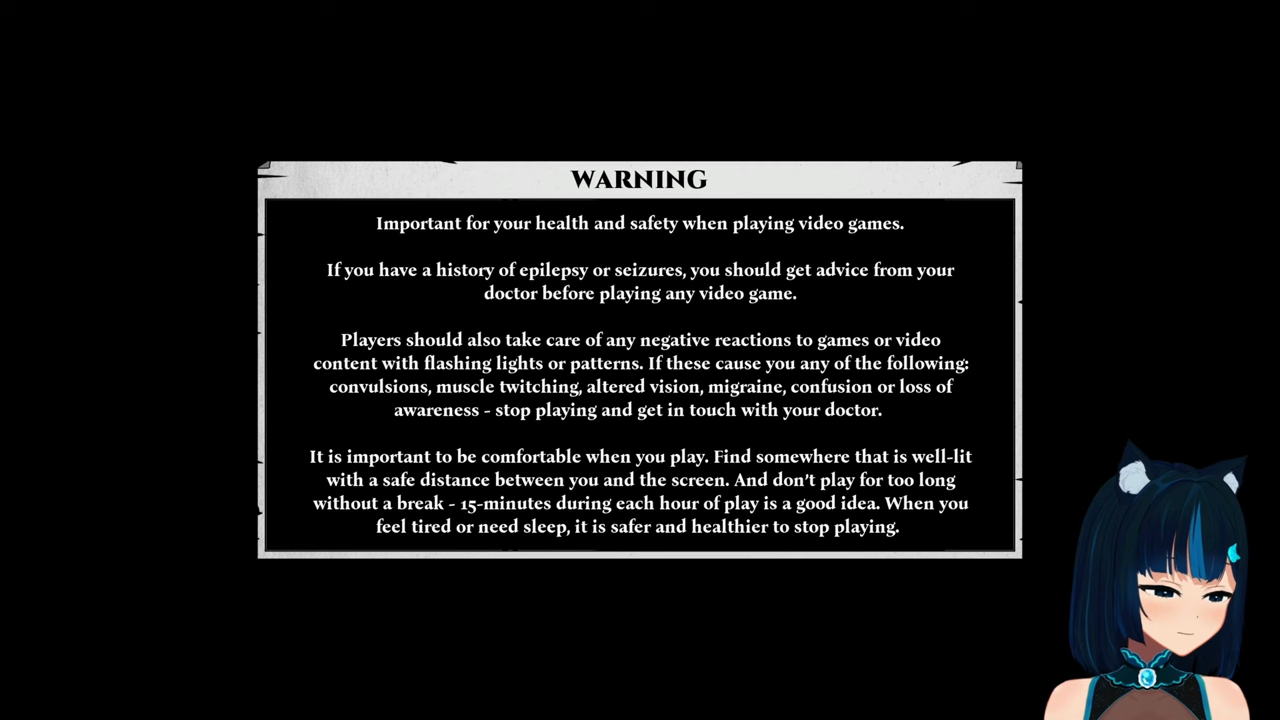 WARNING
Important for your health and safety when playing video games.
If you have a history of epilepsy or seizures, you should get advice from your
doctor before playing any video game.
Players should also take care of any negative reactions to games or video
content with flashing lights or patterns. If these cause you any of the following:
convulsions, muscle twitching, altered vision, migraine, confusion or loss of
awareness - stop playing and get in touch with your doctor.
It is important to be comfortable when you play. Find somewhere that is well-lit
with a safe distance between you and the screen. And don't play for too long
without a break - 15-minutes during each hour of play is a good idea. When you
feel tired or need sleep, it is safer and healthier to stop playing.